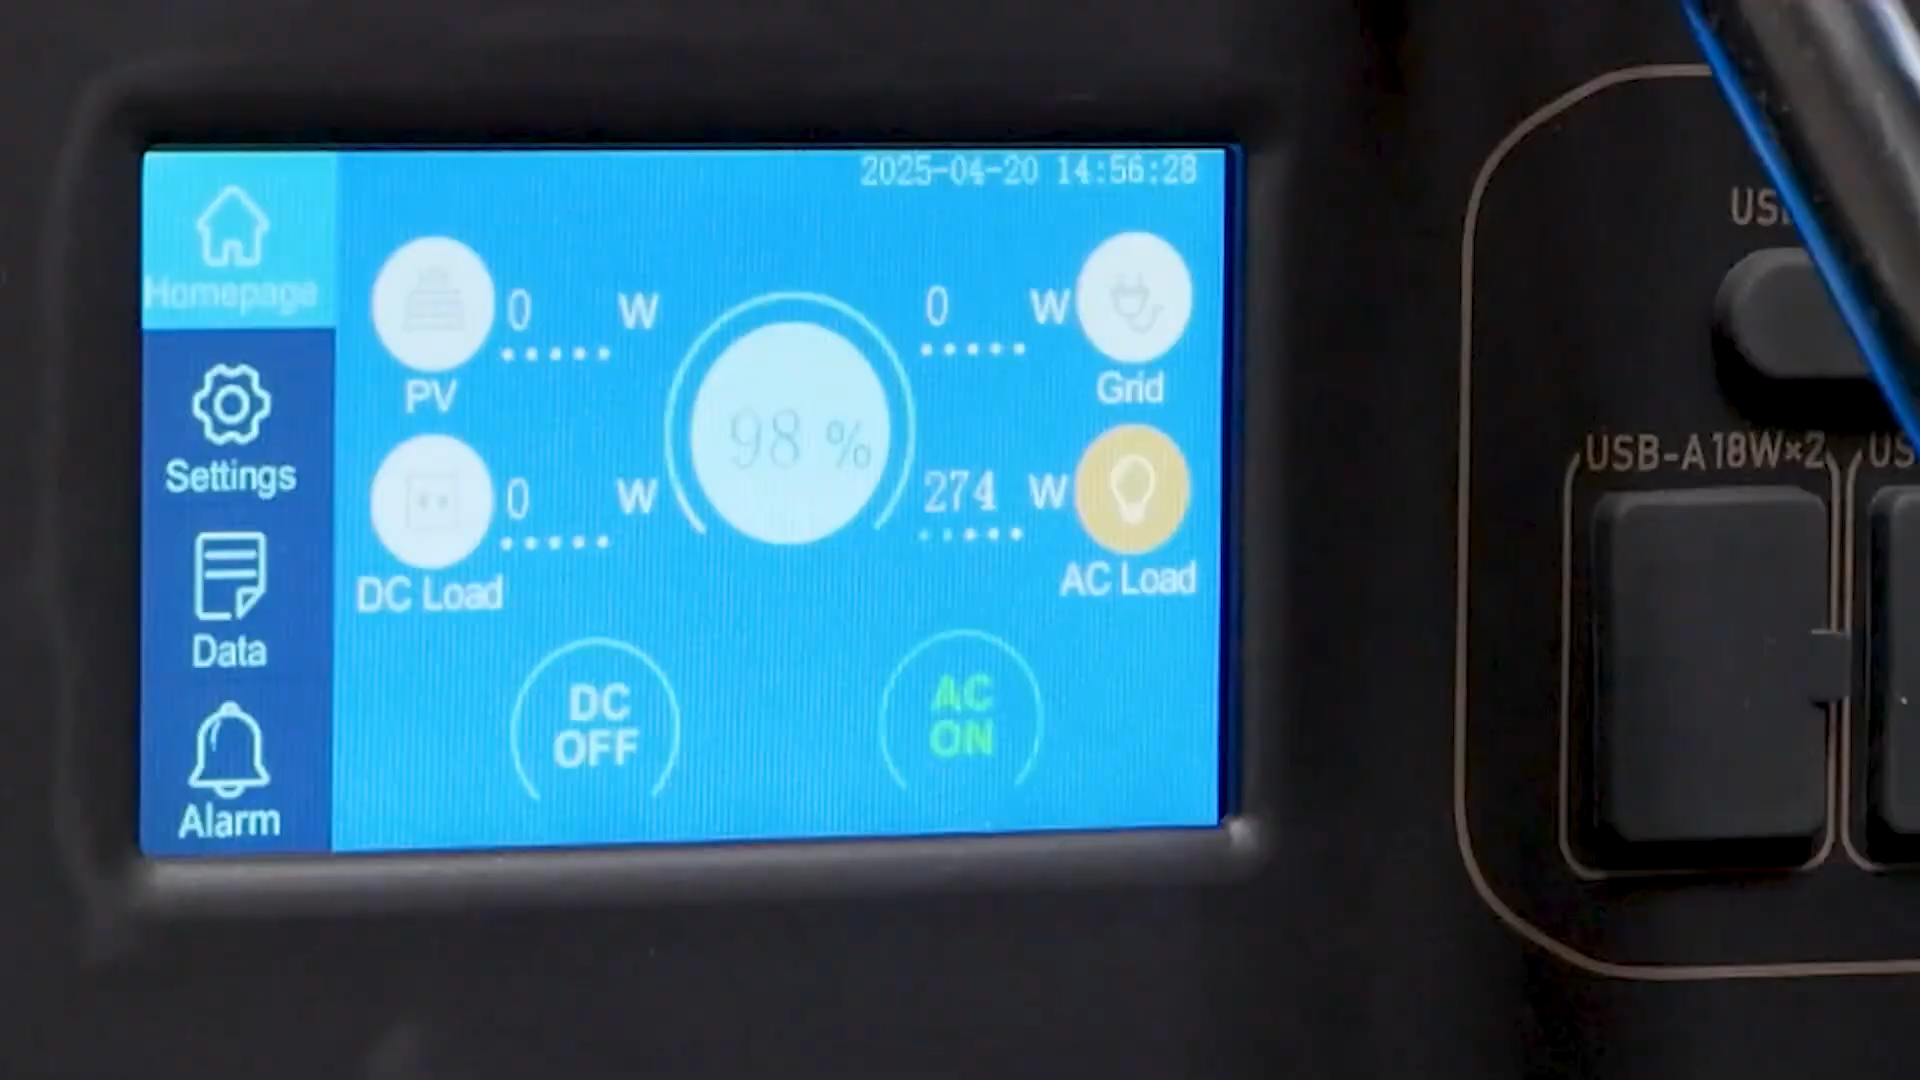 2025-04-20 14:56:28
Homepage
Settings
Data
Alarm
0 W
PV
0 W
DC Load
98 %
0 W
Grid
274 W
AC Load
DC
OFF
AC
ON
USB-A 18W×2